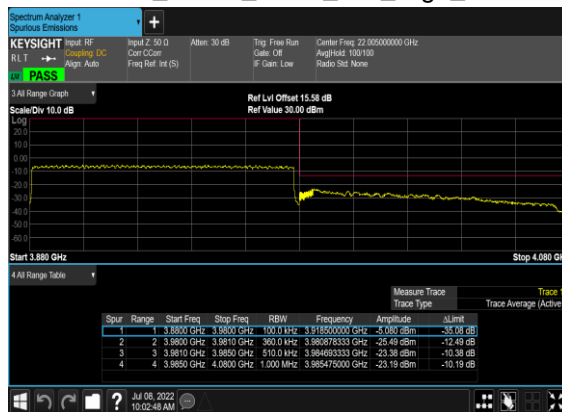 Spectrum Analyzer 1
Spurious Emissions
KEYSIGHT Input: RF Input Z: 50 Ω Atten: 30 dB Trig: Free Run Center Freq: 22.005000000 GHz
RLT Coupling: DC Corr CCorr Gate: Off Avg|Hold: 100/100
Align: Auto Freq Ref: Int (S) IF Gain: Low Radio Std: None
PASS
3 All Range Graph
Ref Lvl Offset 15.58 dB
Scale/Div 10.0 dB Ref Value 30.00 dBm
Log
20.0
10.0
0.00
-10.0
-20.0
-30.0
-40.0
-50.0
-60.0
Start 3.880 GHz Stop 4.080 GH
4 All Range Table
Measure Trace Trace 1
Trace Type Trace Average (Active
Spur Range Start Freq Stop Freq RBW Frequency Amplitude ΔLimit
1 1 3.8800 GHz 3.9800 GHz 100.0 kHz 3.918500000 GHz -5.080 dBm -35.08 dB
2 2 3.9800 GHz 3.9810 GHz 360.0 kHz 3.980878333 GHz -25.49 dBm -12.49 dB
3 3 3.9810 GHz 3.9850 GHz 510.0 kHz 3.984693333 GHz -23.38 dBm -10.38 dB
4 4 3.9850 GHz 4.0800 GHz 1.000 MHz 3.985475000 GHz -23.19 dBm -10.19 dB
? Jul 08, 2022
10:02:48 AM